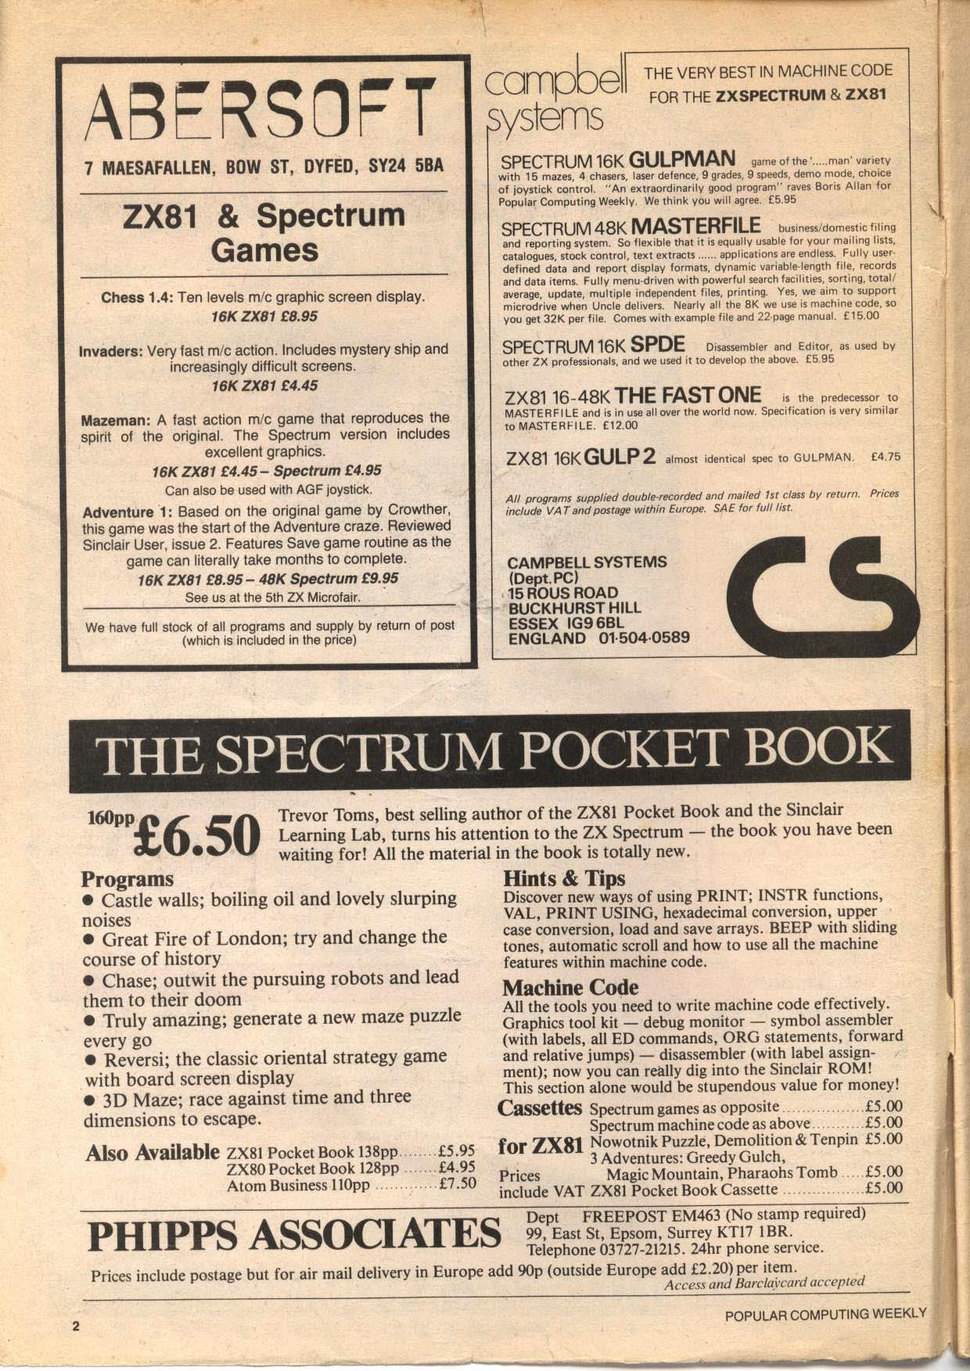 ABERSOFT
7 MAESAFALLEN, BOW ST, DYFED, SY24 5BA
ZX81 & Spectrum
Games
Chess 1.4: Ten levels m/c graphic screen display.
16K ZX81 £8.95
Invaders: Very fast m/c action. Includes mystery ship and
increasingly difficult screens.
16K ZX81 £4.45
Mazeman: A fast action m/c game that reproduces the
spirit of the original. The Spectrum version includes
excellent graphics.
16K ZX81 £4.45 – Spectrum £4.95
Can also be used with AGF joystick.
Adventure 1: Based on the original game by Crowther,
this game was the start of the Adventure craze. Reviewed
Sinclair User, issue 2. Features Save game routine as the
game can literally take months to complete.
16K ZX81 £8.95 – 48K Spectrum £9.95
See us at the 5th ZX Microfair.
We have full stock of all programs and supply by return of post
(which is included in the price)
campbell
systems
THE VERY BEST IN MACHINE CODE
FOR THE ZXSPECTRUM & ZX81
SPECTRUM 16K GULPMAN game of the '.....man' variety
with 15 mazes, 4 chasers, laser defence, 9 grades, 9 speeds, demo mode, choice
of joystick control. "An extraordinarily good program" raves Boris Allan for
Popular Computing Weekly. We think you will agree. £5.95
SPECTRUM 48K MASTERFILE business/domestic filing
and reporting system. So flexible that it is equally usable for your mailing lists,
catalogues, stock control, text extracts ...... applications are endless. Fully user-
defined data and report display formats, dynamic variable-length file, records
and data items. Fully menu-driven with powerful search facilities, sorting, total/
average, update, multiple independent files, printing. Yes, we aim to support
microdrive when Uncle delivers. Nearly all the 8K we use is machine code, so
you get 32K per file. Comes with example file and 22-page manual. £15.00
SPECTRUM 16K SPDE Disassembler and Editor, as used by
other ZX professionals, and we used it to develop the above. £5.95
ZX81 16-48K THE FAST ONE is the predecessor to
MASTERFILE and is in use all over the world now. Specification is very similar
to MASTERFILE. £12.00
ZX81 16K GULP 2 almost identical spec to GULPMAN. £4.75
All programs supplied double-recorded and mailed 1st class by return. Prices
include VAT and postage within Europe. SAE for full list.
CAMPBELL SYSTEMS
(Dept.PC)
15 ROUS ROAD
BUCKHURST HILL
ESSEX IG9 6BL
ENGLAND 01-504-0589
CS
THE SPECTRUM POCKET BOOK
160pp £6.50
Trevor Toms, best selling author of the ZX81 Pocket Book and the Sinclair
Learning Lab, turns his attention to the ZX Spectrum — the book you have been
waiting for! All the material in the book is totally new.
Programs
● Castle walls; boiling oil and lovely slurping
noises
● Great Fire of London; try and change the
course of history
● Chase; outwit the pursuing robots and lead
them to their doom
● Truly amazing; generate a new maze puzzle
every go
● Reversi; the classic oriental strategy game
with board screen display
● 3D Maze; race against time and three
dimensions to escape.
Also Available ZX81 Pocket Book 138pp........£5.95
ZX80 Pocket Book 128pp .......£4.95
Atom Business 110pp .............£7.50
Hints & Tips
Discover new ways of using PRINT; INSTR functions,
VAL, PRINT USING, hexadecimal conversion, upper
case conversion, load and save arrays. BEEP with sliding
tones, automatic scroll and how to use all the machine
features within machine code.
Machine Code
All the tools you need to write machine code effectively.
Graphics tool kit — debug monitor — symbol assembler
(with labels, all ED commands, ORG statements, forward
and relative jumps) — disassembler (with label assign-
ment); now you can really dig into the Sinclair ROM!
This section alone would be stupendous value for money!
Cassettes Spectrum games as opposite .................£5.00
Spectrum machine code as above...........£5.00
for ZX81 Nowotnik Puzzle, Demolition & Tenpin £5.00
3 Adventures: Greedy Gulch,
Prices Magic Mountain, Pharaohs Tomb .....£5.00
include VAT ZX81 Pocket Book Cassette .................£5.00
PHIPPS ASSOCIATES
Dept FREEPOST EM463 (No stamp required)
99, East St, Epsom, Surrey KT17 1BR.
Telephone 03727-21215. 24hr phone service.
Prices include postage but for air mail delivery in Europe add 90p (outside Europe add £2.20) per item.
Access and Barclaycard accepted
2
POPULAR COMPUTING WEEKLY